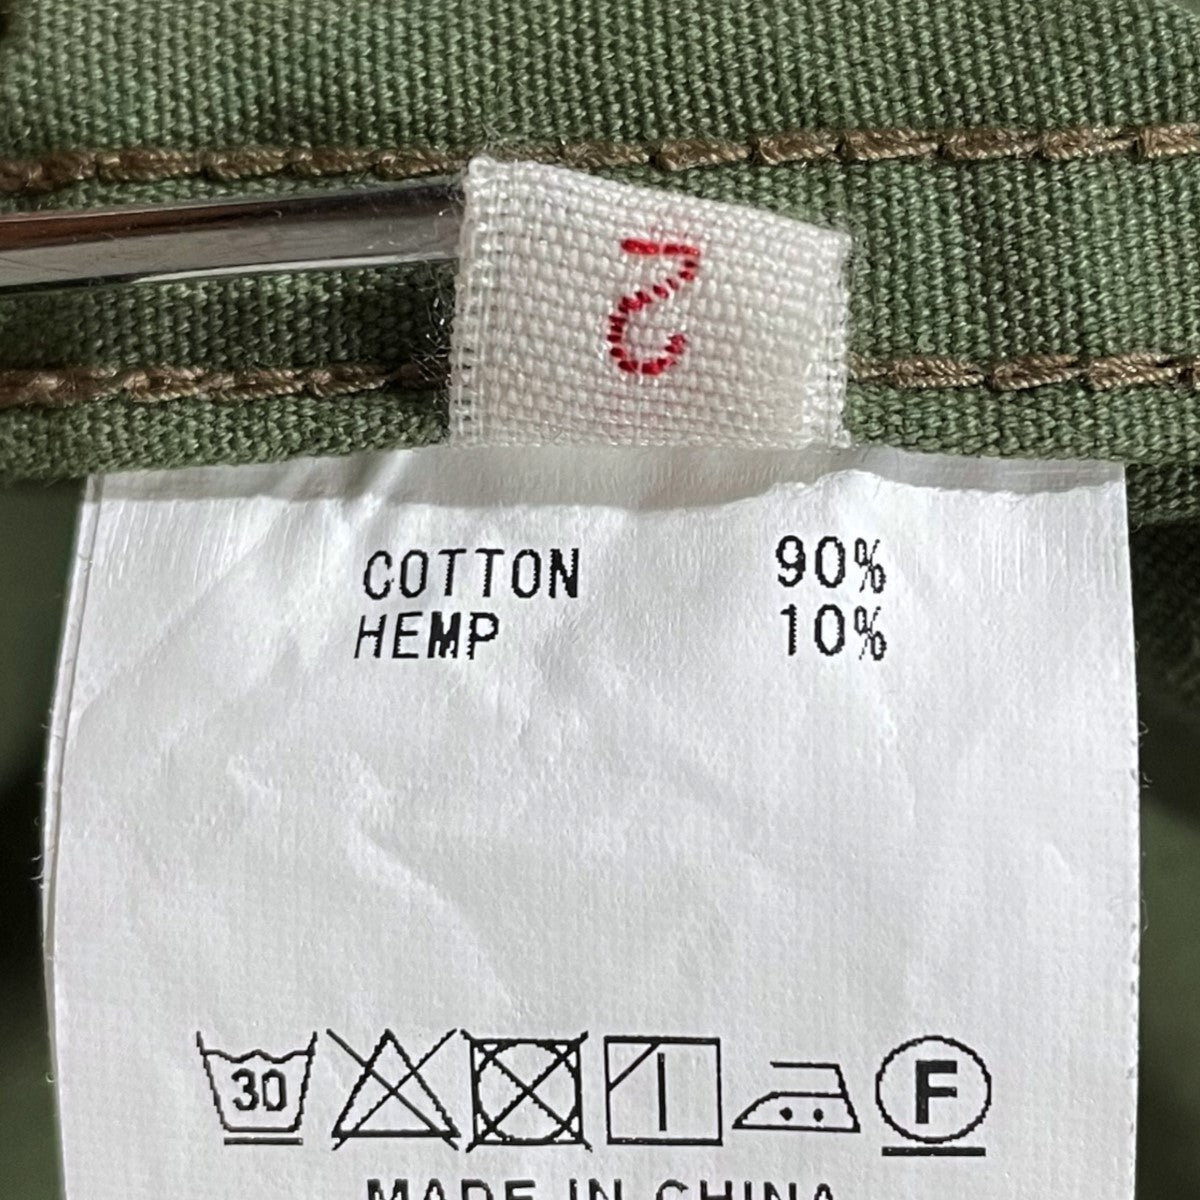 2
COTTON 90%
HEMP 10%
30 F
MADE IN CHINA